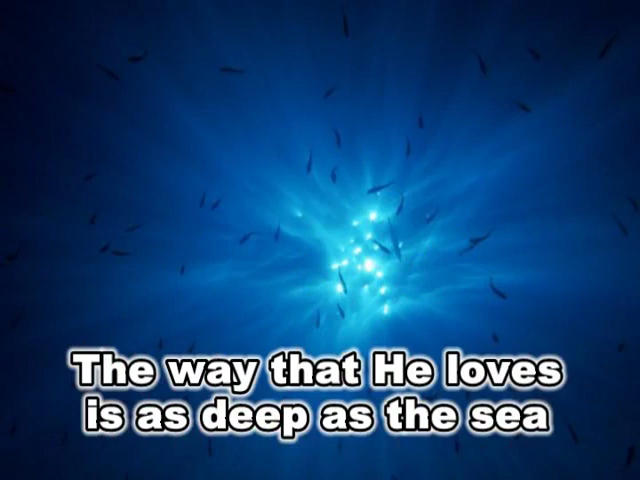 The way that He loves
is as deep as the sea